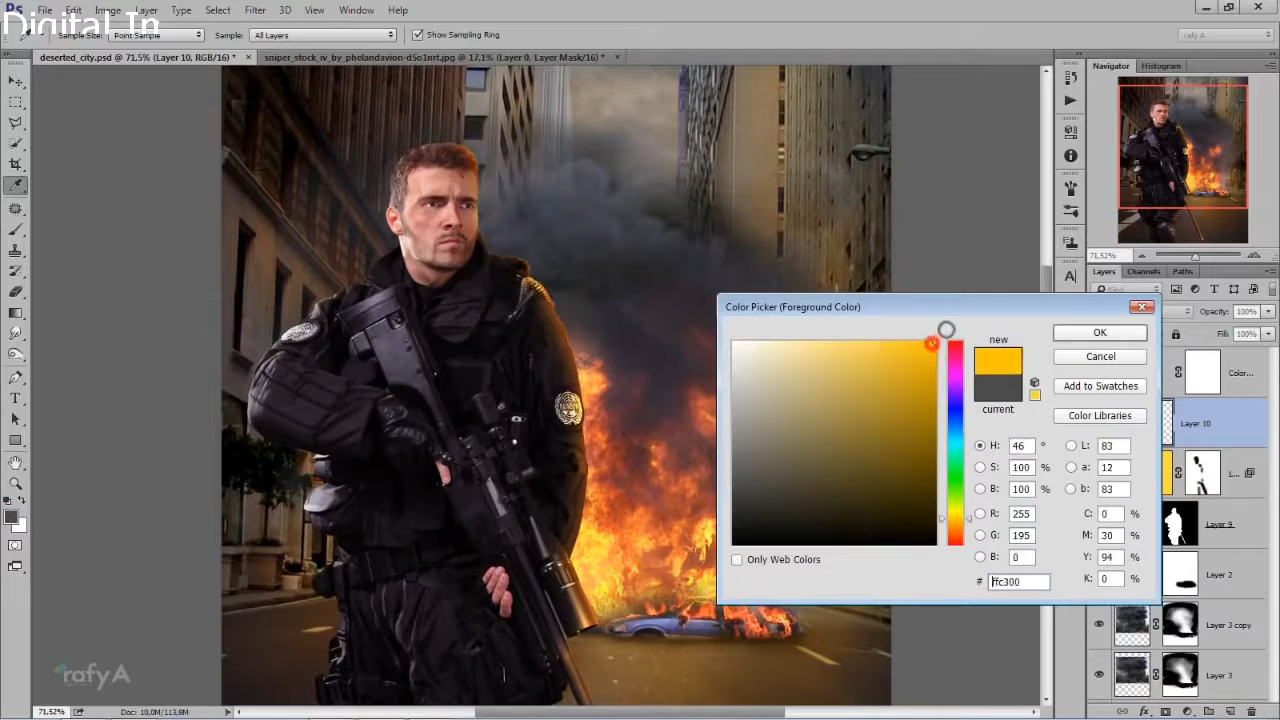 Ps File Edit Image Layer Type Select Filter 3D View Window Help
Digital In
Sample Size: Point Sample Sample: All Layers Show Sampling Ring rafy A
deserted_city.psd @ 71,5% (Layer 10, RGB/16) * × sniper_stock_iv_by_phelandavion-d5o1nrt.jpg @ 17,1% (Layer 0, Layer Mask/16) * ×
Navigator Histogram
71.52%
Layers Channels Paths
Kind
Opacity: 100%
Fill: 100%
Color...
Layer 10
L...
Layer 9
Layer 2
Layer 3 copy
Layer 3
Color Picker (Foreground Color)
new
current
OK
Cancel
Add to Swatches
Color Libraries
H: 46 ° L: 83
S: 100 % a: 12
B: 100 % b: 83
R: 255 C: 0 %
G: 195 M: 30 %
B: 0 Y: 94 %
# ffc300 K: 0 %
Only Web Colors
rafyA
71.52% Doc: 10,0M/113,8M